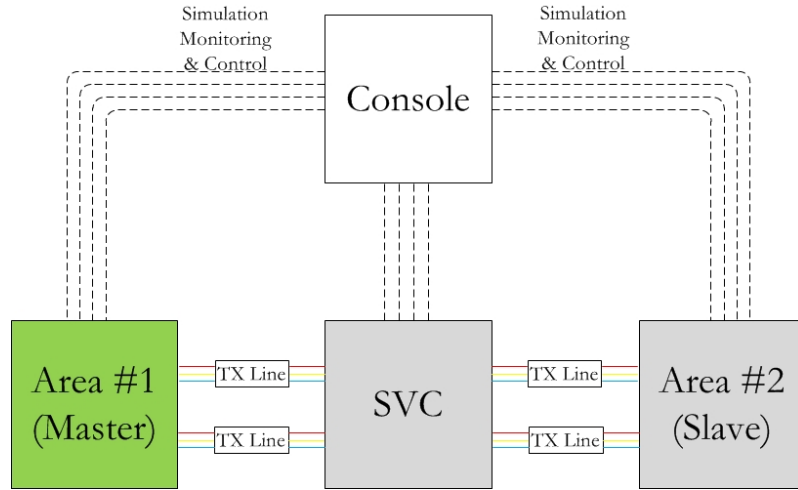 Simulation
Monitoring
& Control
Simulation
Monitoring
& Control
Console
Area #1
(Master)
TX Line
TX Line
SVC
TX Line
TX Line
Area #2
(Slave)